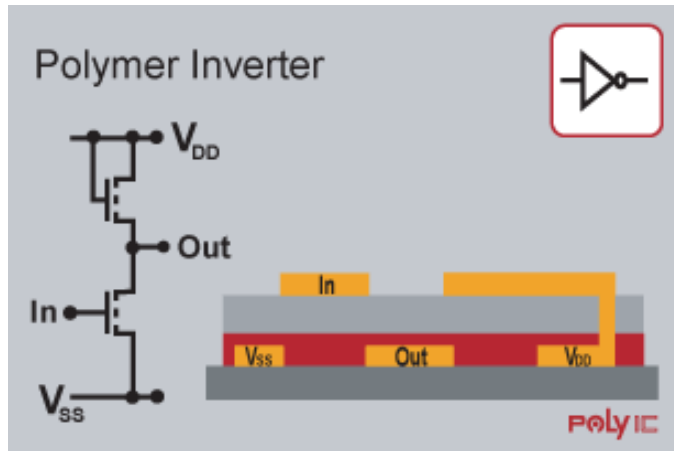 Polymer Inverter
VDD
Out
In
VSS
In
VSS
Out
VDD
PolyIC